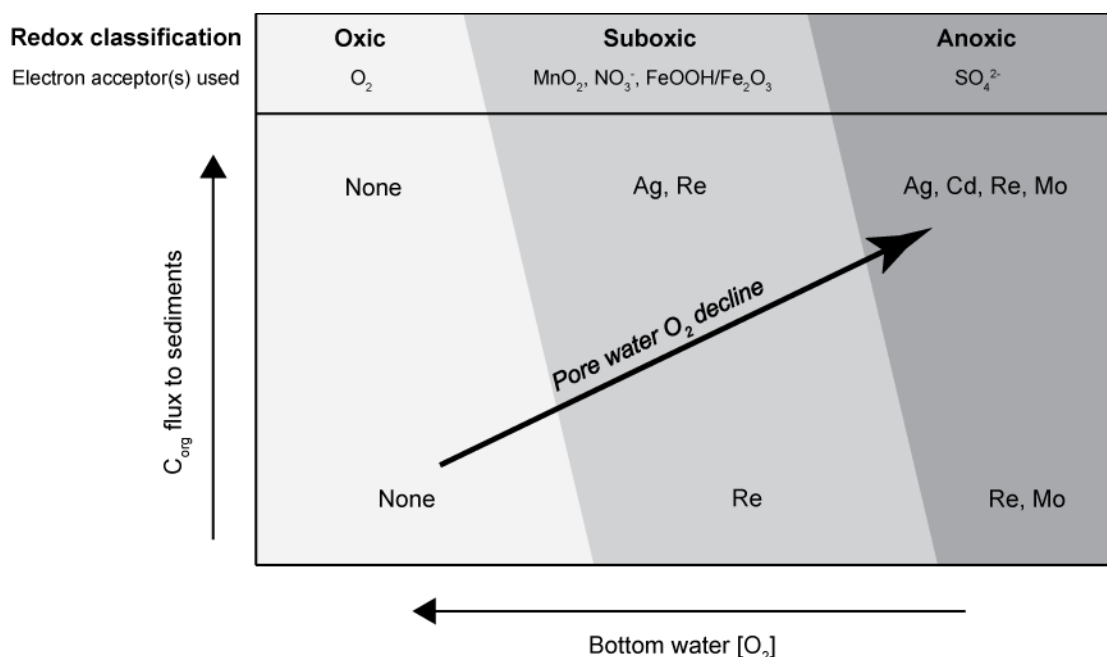 Redox classification Oxic Suboxic Anoxic
Electron acceptor(s) used O₂ MnO₂, NO₃⁻, FeOOH/Fe₂O₃ SO₄²⁻
None Ag, Re Ag, Cd, Re, Mo
C_org flux to sediments
Pore water O₂ decline
None Re Re, Mo
Bottom water [O₂]